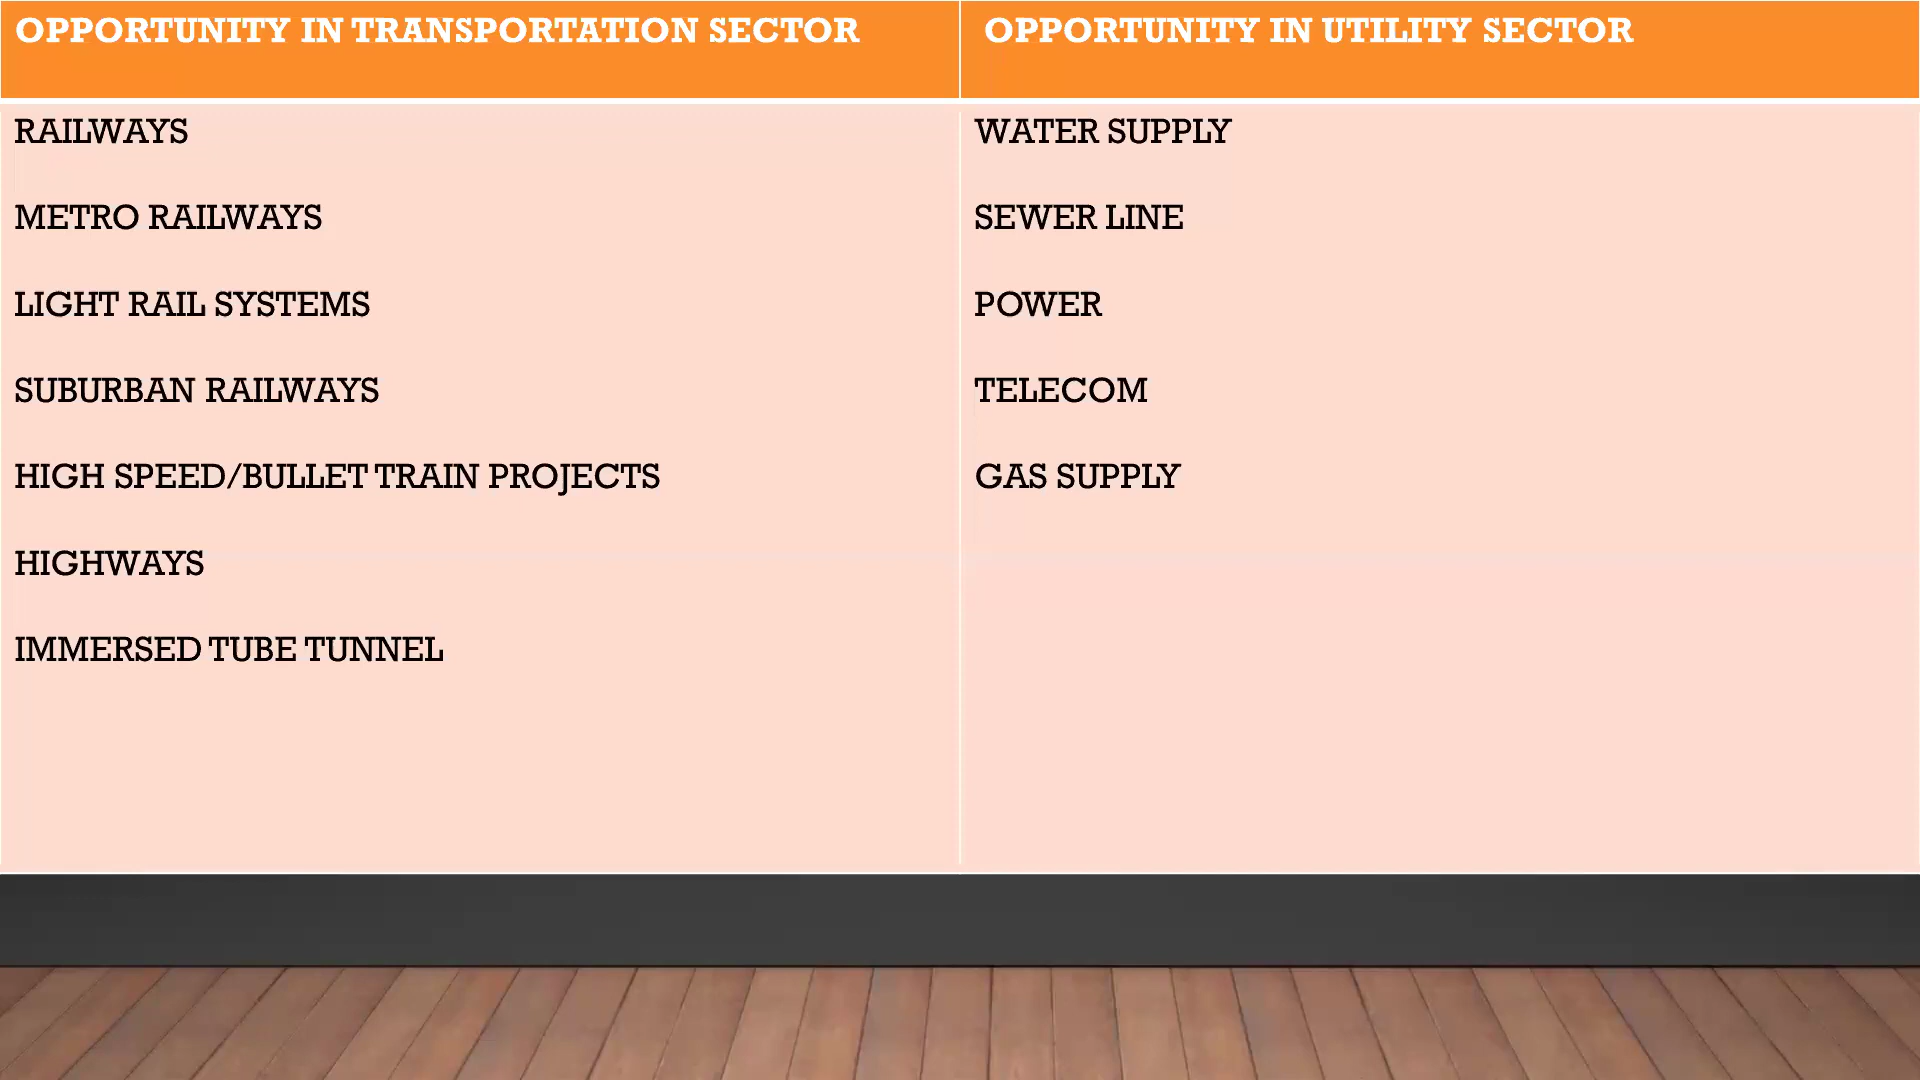 OPPORTUNITY IN TRANSPORTATION SECTOR
RAILWAYS
METRO RAILWAYS
LIGHT RAIL SYSTEMS
SUBURBAN RAILWAYS
HIGH SPEED/BULLET TRAIN PROJECTS
HIGHWAYS
IMMERSED TUBE TUNNEL
OPPORTUNITY IN UTILITY SECTOR
WATER SUPPLY
SEWER LINE
POWER
TELECOM
GAS SUPPLY